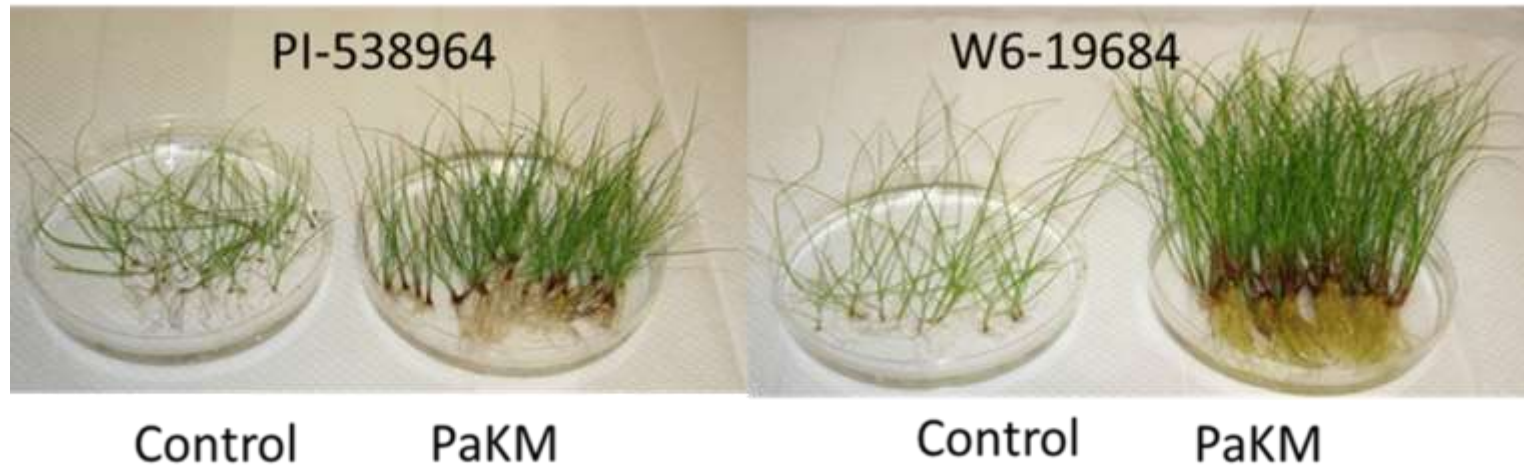 PI-538964
W6-19684
Control
PaKM
Control
PaKM